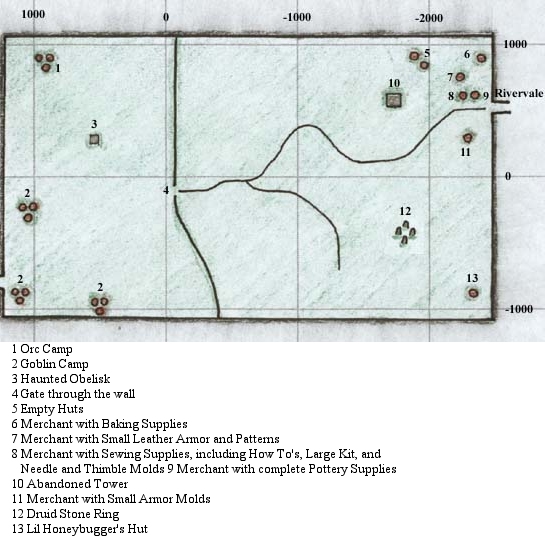 1000 0 -1000 -2000
1000
5
6
1
7
10
8 9 Rivervale
3
11
0
4
2
12
2 2
13
-1000
1 Orc Camp
2 Goblin Camp
3 Haunted Obelisk
4 Gate through the wall
5 Empty Huts
6 Merchant with Baking Supplies
7 Merchant with Small Leather Armor and Patterns
8 Merchant with Sewing Supplies, including How To's, Large Kit, and
Needle and Thimble Molds 9 Merchant with complete Pottery Supplies
10 Abandoned Tower
11 Merchant with Small Armor Molds
12 Druid Stone Ring
13 Lil Honeybugger's Hut